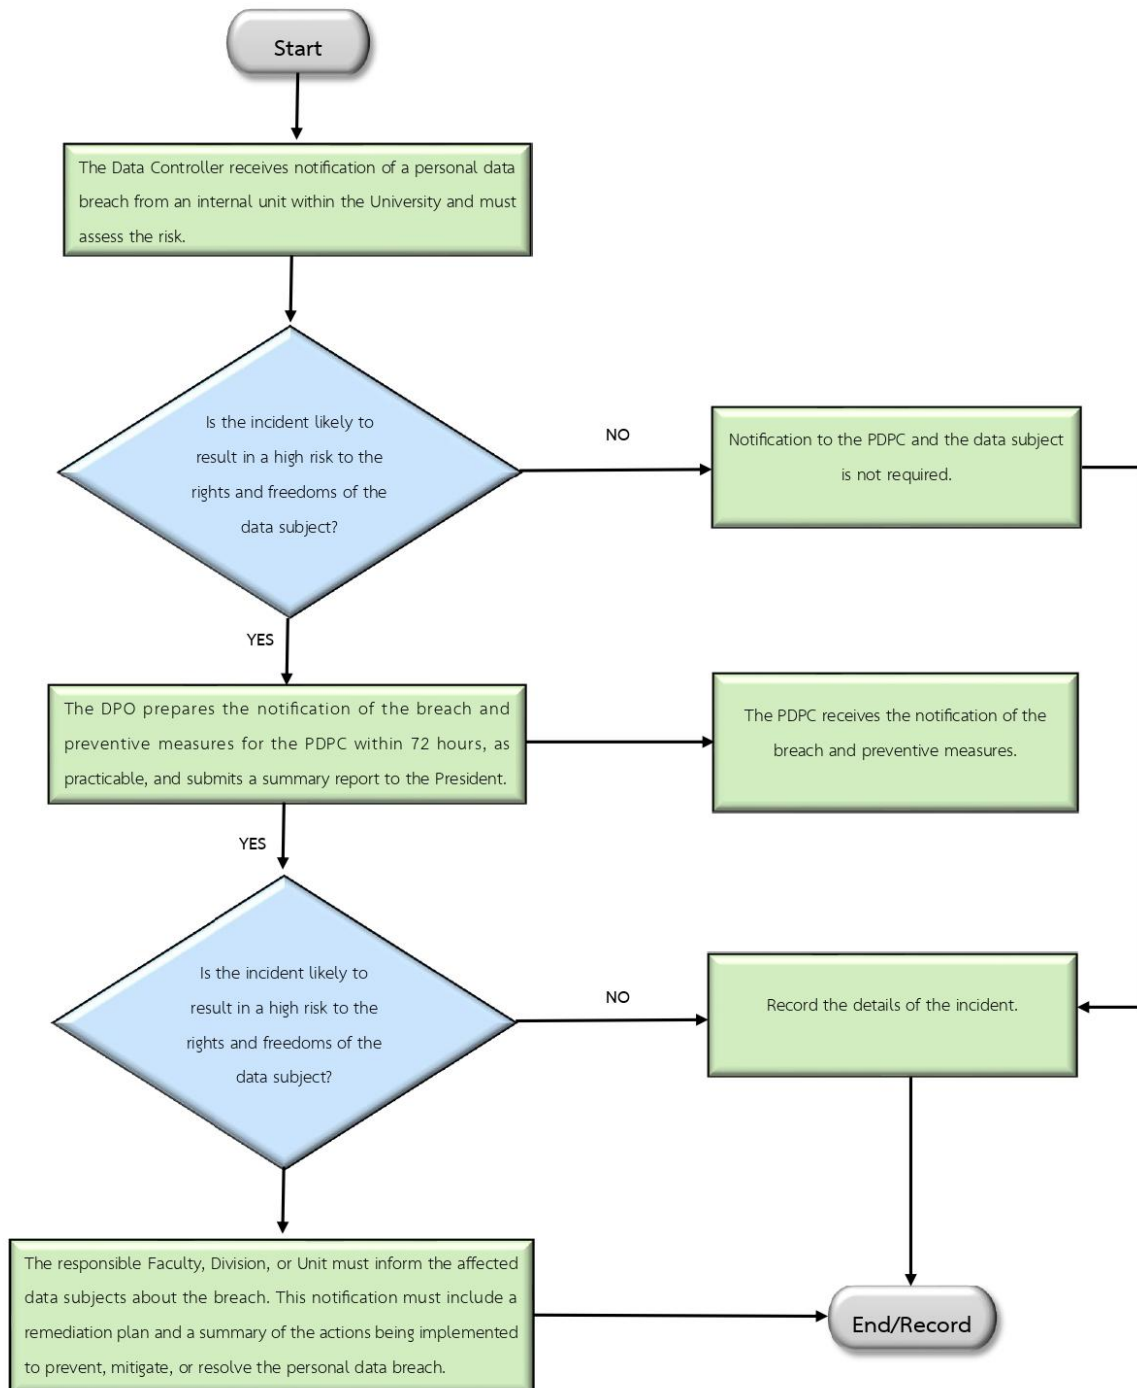 Start
The Data Controller receives notification of a personal data
breach from an internal unit within the University and must
assess the risk.
Is the incident likely to
result in a high risk to the
rights and freedoms of the
data subject?
NO
Notification to the PDPC and the data subject
is not required.
YES
The DPO prepares the notification of the breach and
preventive measures for the PDPC within 72 hours, as
practicable, and submits a summary report to the President.
The PDPC receives the notification of the
breach and preventive measures.
YES
Is the incident likely to
result in a high risk to the
rights and freedoms of the
data subject?
NO
Record the details of the incident.
The responsible Faculty, Division, or Unit must inform the affected
data subjects about the breach. This notification must include a
remediation plan and a summary of the actions being implemented
to prevent, mitigate, or resolve the personal data breach.
End/Record